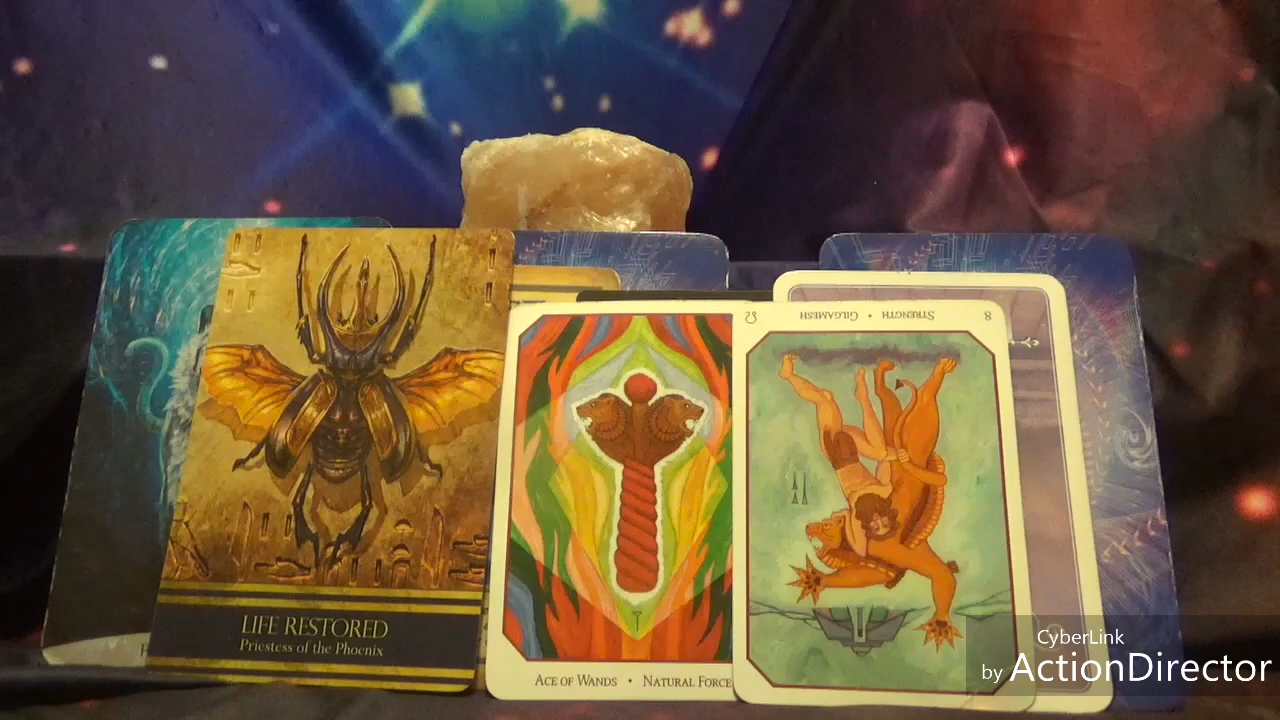 STRENGTH • GILGAMESH
8
LIFE RESTORED
Priestess of the Phoenix
ACE OF WANDS • NATURAL FORCE
CyberLink
by ActionDirector